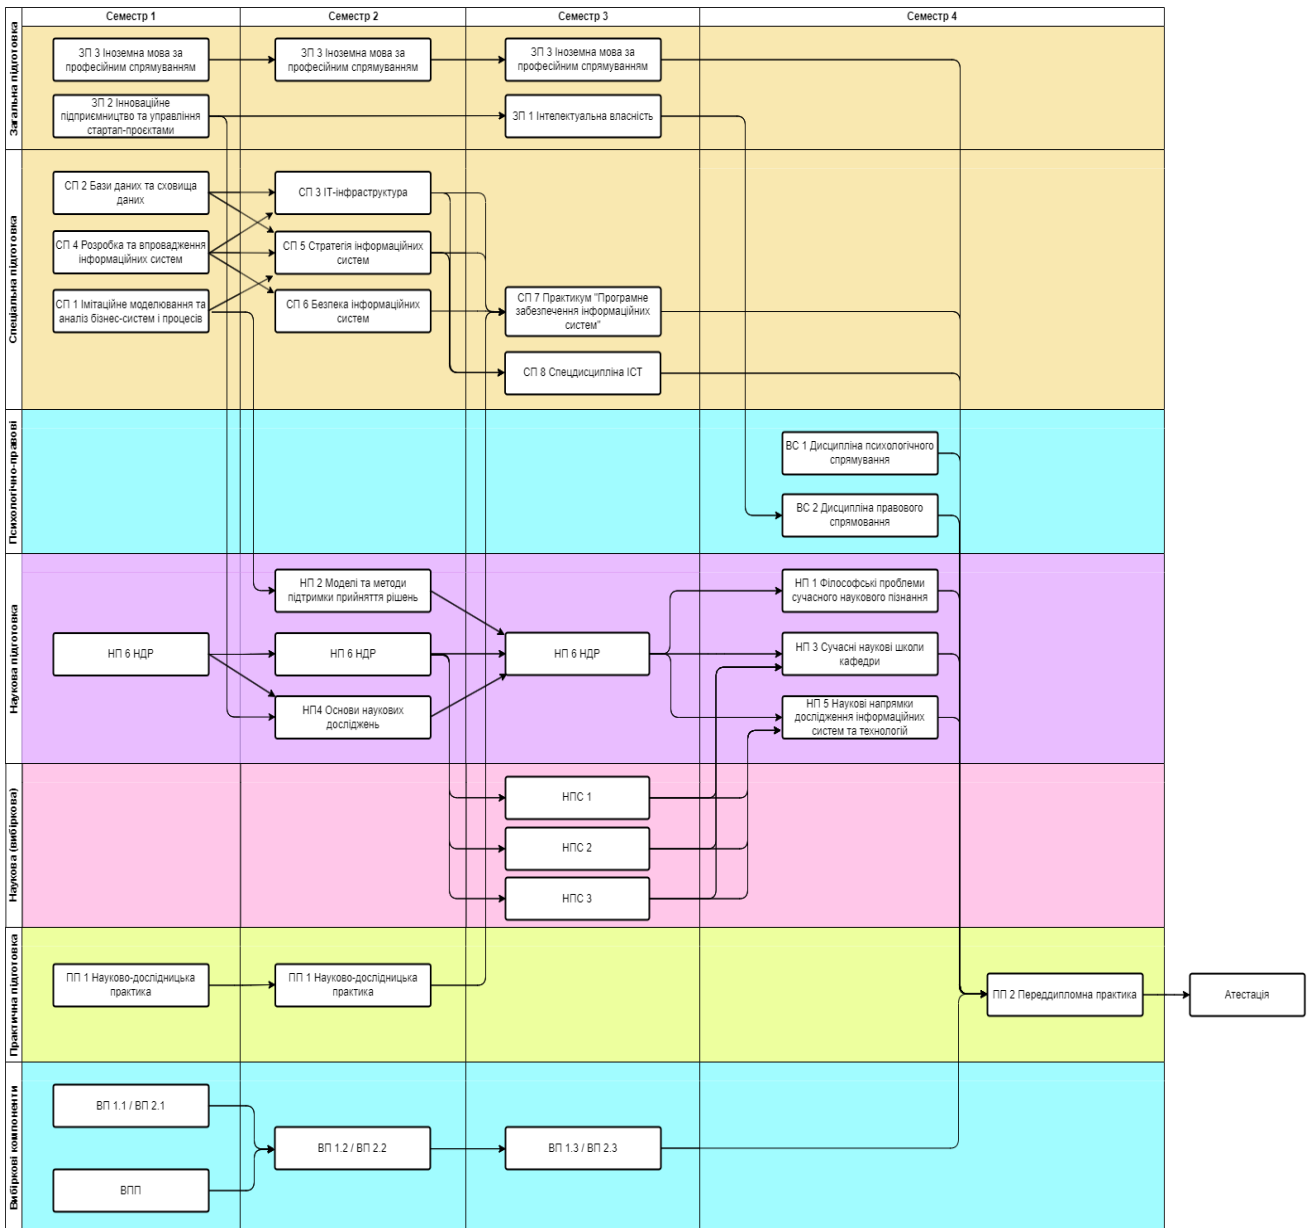 Семестр 1
Семестр 2
Семестр 3
Семестр 4
Загальна підготовка
ЗП 3 Іноземна мова за
професійним спрямуванням
ЗП 3 Іноземна мова за
професійним спрямуванням
ЗП 3 Іноземна мова за
професійним спрямуванням
ЗП 2 Інноваційне
підприємництво та управління
стартап-проєктами
ЗП 1 Інтелектуальна власність
Спеціальна підготовка
СП 2 Бази даних та сховища
даних
СП 3 ІТ-інфраструктура
СП 4 Розробка та впровадження
інформаційних систем
СП 5 Стратегія інформаційних
систем
СП 1 Імітаційне моделювання та
аналіз бізнес-систем і процесів
СП 6 Безпека інформаційних
систем
СП 7 Практикум "Програмне
забезпечення інформаційних
систем"
СП 8 Спецдисципліна ІСТ
Психологічно-правові
ВС 1 Дисципліна психологічного
спрямування
ВС 2 Дисципліна правового
спрямовання
Наукова підготовка
НП 2 Моделі та методи
підтримки прийняття рішень
НП 1 Філософські проблеми
сучасного наукового пізнання
НП 6 НДР
НП 6 НДР
НП 6 НДР
НП 3 Сучасні наукові школи
кафедри
НП4 Основи наукових
досліджень
НП 5 Наукові напрямки
дослідження інформаційних
систем та технологій
Наукова (вибіркова)
НПС 1
НПС 2
НПС 3
Практична підготовка
ПП 1 Науково-дослідницька
практика
ПП 1 Науково-дослідницька
практика
ПП 2 Переддипломна практика
Атестація
Вибіркові компоненти
ВП 1.1 / ВП 2.1
ВП 1.2 / ВП 2.2
ВП 1.3 / ВП 2.3
ВПП